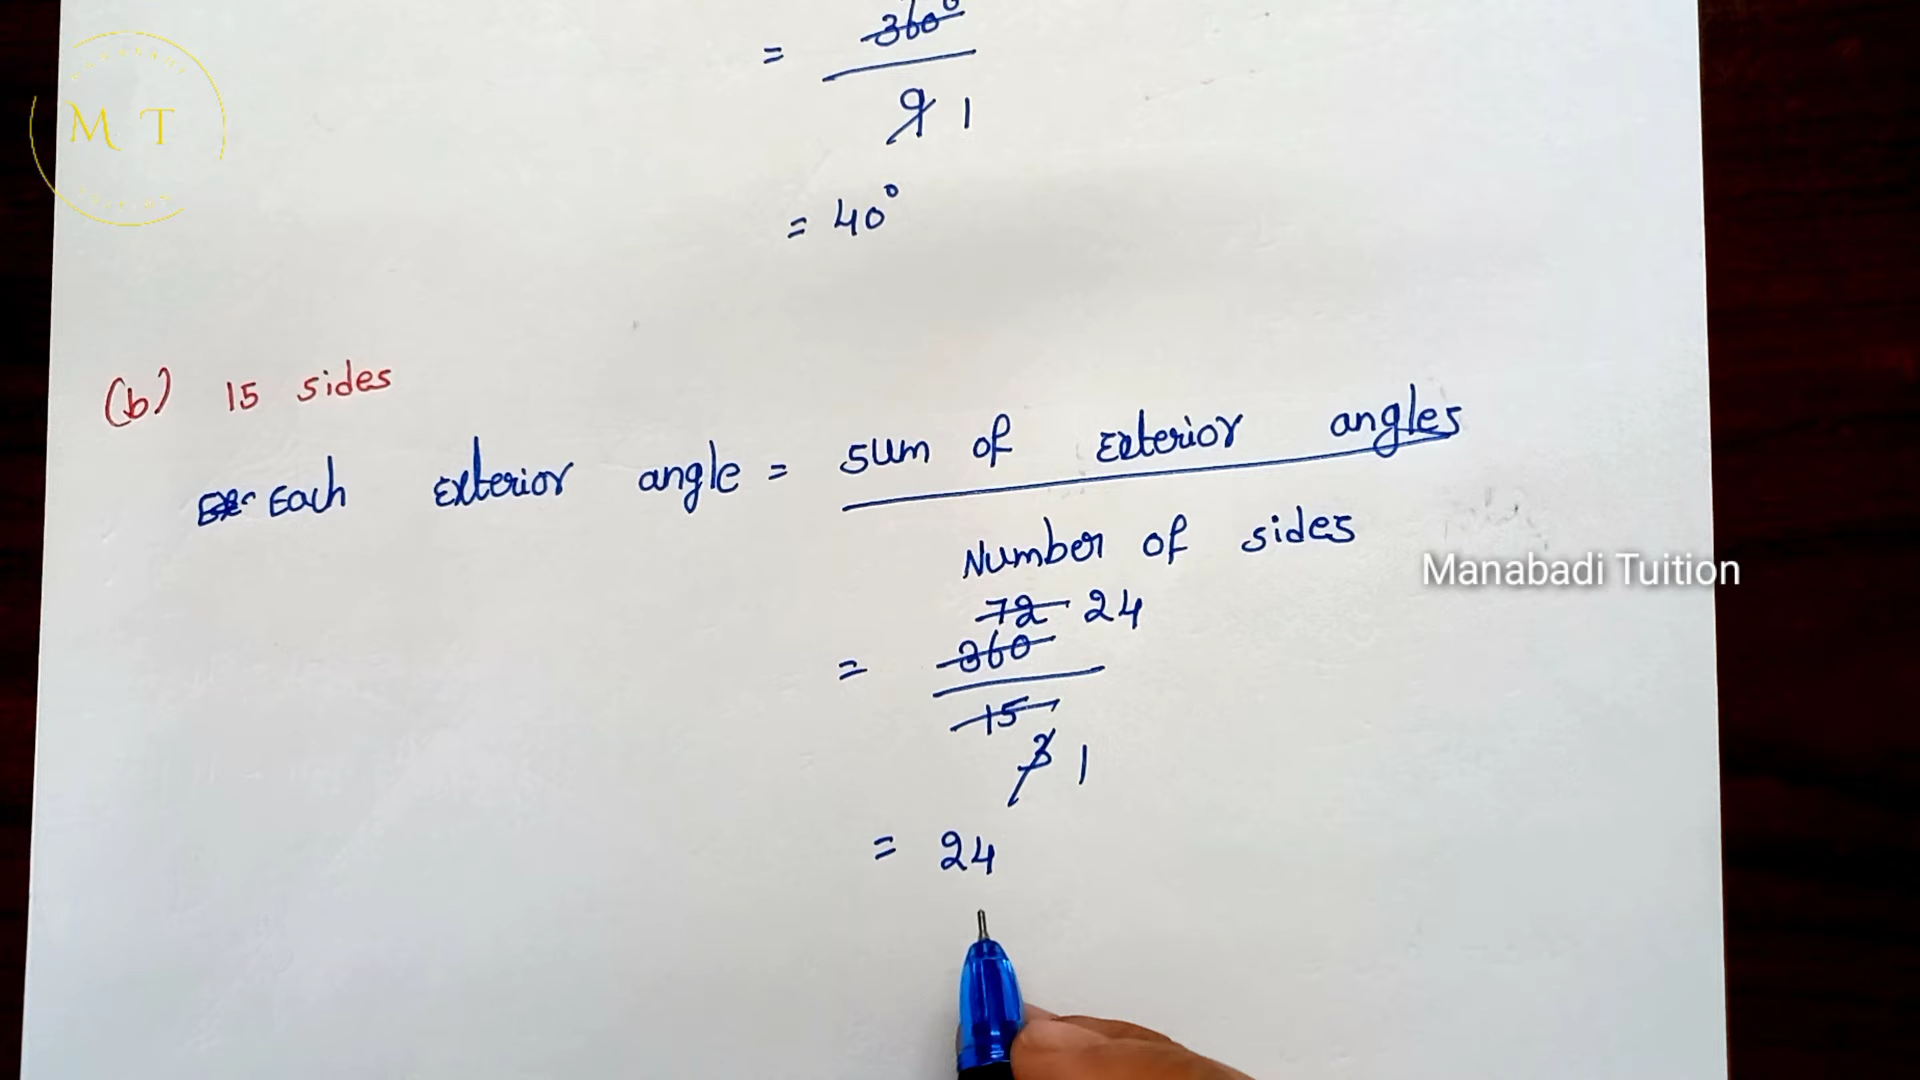 360°
=
9 1
= 40°
M T
(b) 15 sides
Each exterior angle = sum of exterior angles
Number of sides
72 24
= 360
15
3 1
= 24
Manabadi Tuition